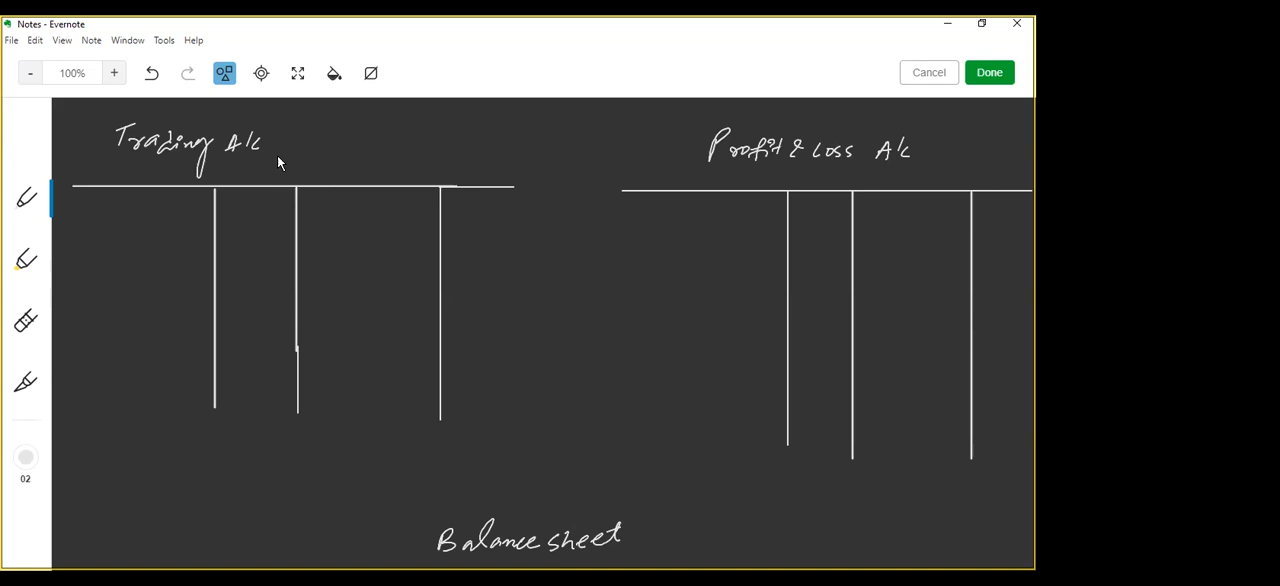 Notes - Evernote
File Edit View Note Window Tools Help
- 100% + Cancel Done
Trading A/c
Profit & Loss A/c
02
Balance sheet